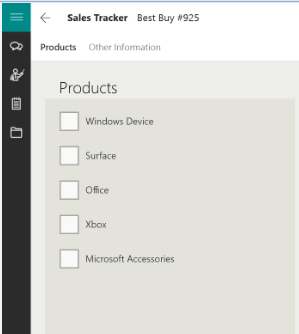 Sales Tracker Best Buy #925
Products Other Information
Products
Windows Device
Surface
Office
Xbox
Microsoft Accessories